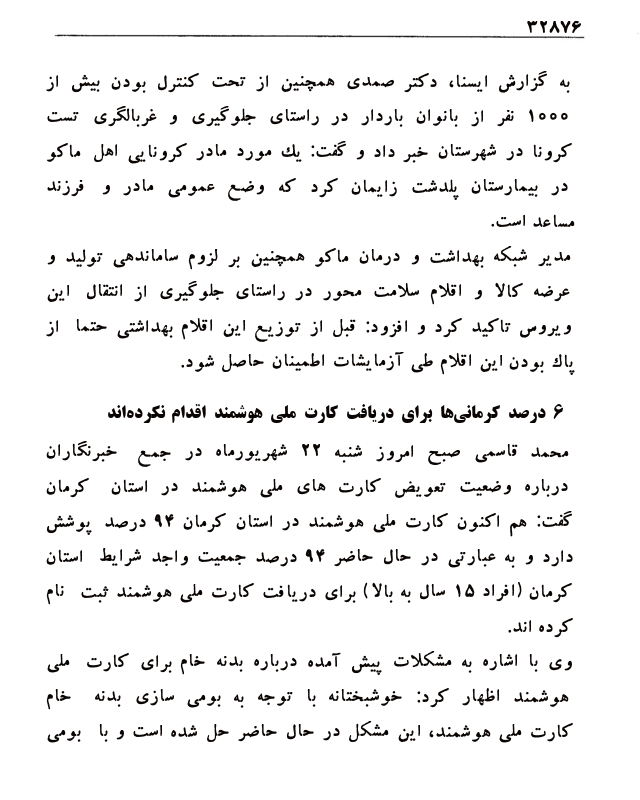 ۳۲۸۷۶
به گزارش ایسنا، دکتر صمدی همچنین از تحت کنترل بودن بیش از
۱۰۰۰ نفر از بانوان باردار در راستای جلوگیری و غربالگری تست
کرونا در شهرستان خبر داد و گفت: یك مورد مادر کرونایی اهل ماکو
در بیمارستان پلدشت زایمان کرد که وضع عمومی مادر و فرزند
مساعد است.
مدیر شبکه بهداشت و درمان ماکو همچنین بر لزوم ساماندهی تولید و
عرضه کالا و اقلام سلامت محور در راستای جلوگیری از انتقال این
ویروس تاکید کرد و افزود: قبل از توزیع این اقلام بهداشتی حتما از
پاك بودن این اقلام طی آزمایشات اطمینان حاصل شود.
۶ درصد کرمانی‌ها برای دریافت کارت ملی هوشمند اقدام نکرده‌اند
محمد قاسمی صبح امروز شنبه ۲۲ شهریورماه در جمع خبرنگاران
درباره وضعیت تعویض کارت های ملی هوشمند در استان کرمان
گفت: هم اکنون کارت ملی هوشمند در استان کرمان ۹۴ درصد پوشش
دارد و به عبارتی در حال حاضر ۹۴ درصد جمعیت واجد شرایط استان
کرمان (افراد ۱۵ سال به بالا) برای دریافت کارت ملی هوشمند ثبت نام
کرده اند.
وی با اشاره به مشکلات پیش آمده درباره بدنه خام برای کارت ملی
هوشمند اظهار کرد: خوشبختانه با توجه به بومی سازی بدنه خام
کارت ملی هوشمند، این مشکل در حال حاضر حل شده است و با بومی